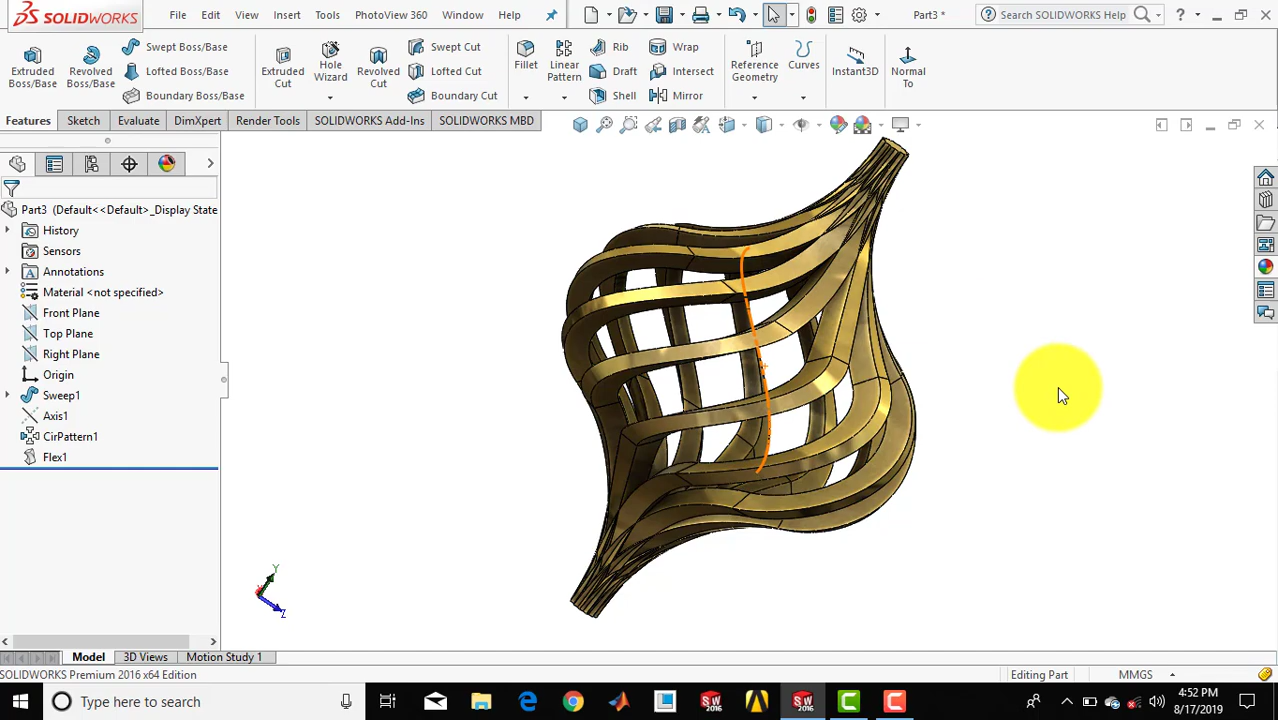 SOLIDWORKS File Edit View Insert Tools PhotoView 360 Window Help Part3 * Search SOLIDWORKS Help ?
Extruded Boss/Base
Revolved Boss/Base
Swept Boss/Base
Lofted Boss/Base
Boundary Boss/Base
Extruded Cut
Hole Wizard
Revolved Cut
Swept Cut
Lofted Cut
Boundary Cut
Fillet
Linear Pattern
Rib
Draft
Shell
Wrap
Intersect
Mirror
Reference Geometry
Curves
Instant3D
Normal To
Features Sketch Evaluate DimXpert Render Tools SOLIDWORKS Add-Ins SOLIDWORKS MBD
Part3 (Default<<Default>_Display State
History
Sensors
Annotations
Material <not specified>
Front Plane
Top Plane
Right Plane
Origin
Sweep1
Axis1
CirPattern1
Flex1
Y
Z
Model 3D Views Motion Study 1
SOLIDWORKS Premium 2016 x64 Edition Editing Part MMGS
Type here to search
SW 2016
SW 2016
4:52 PM
8/17/2019